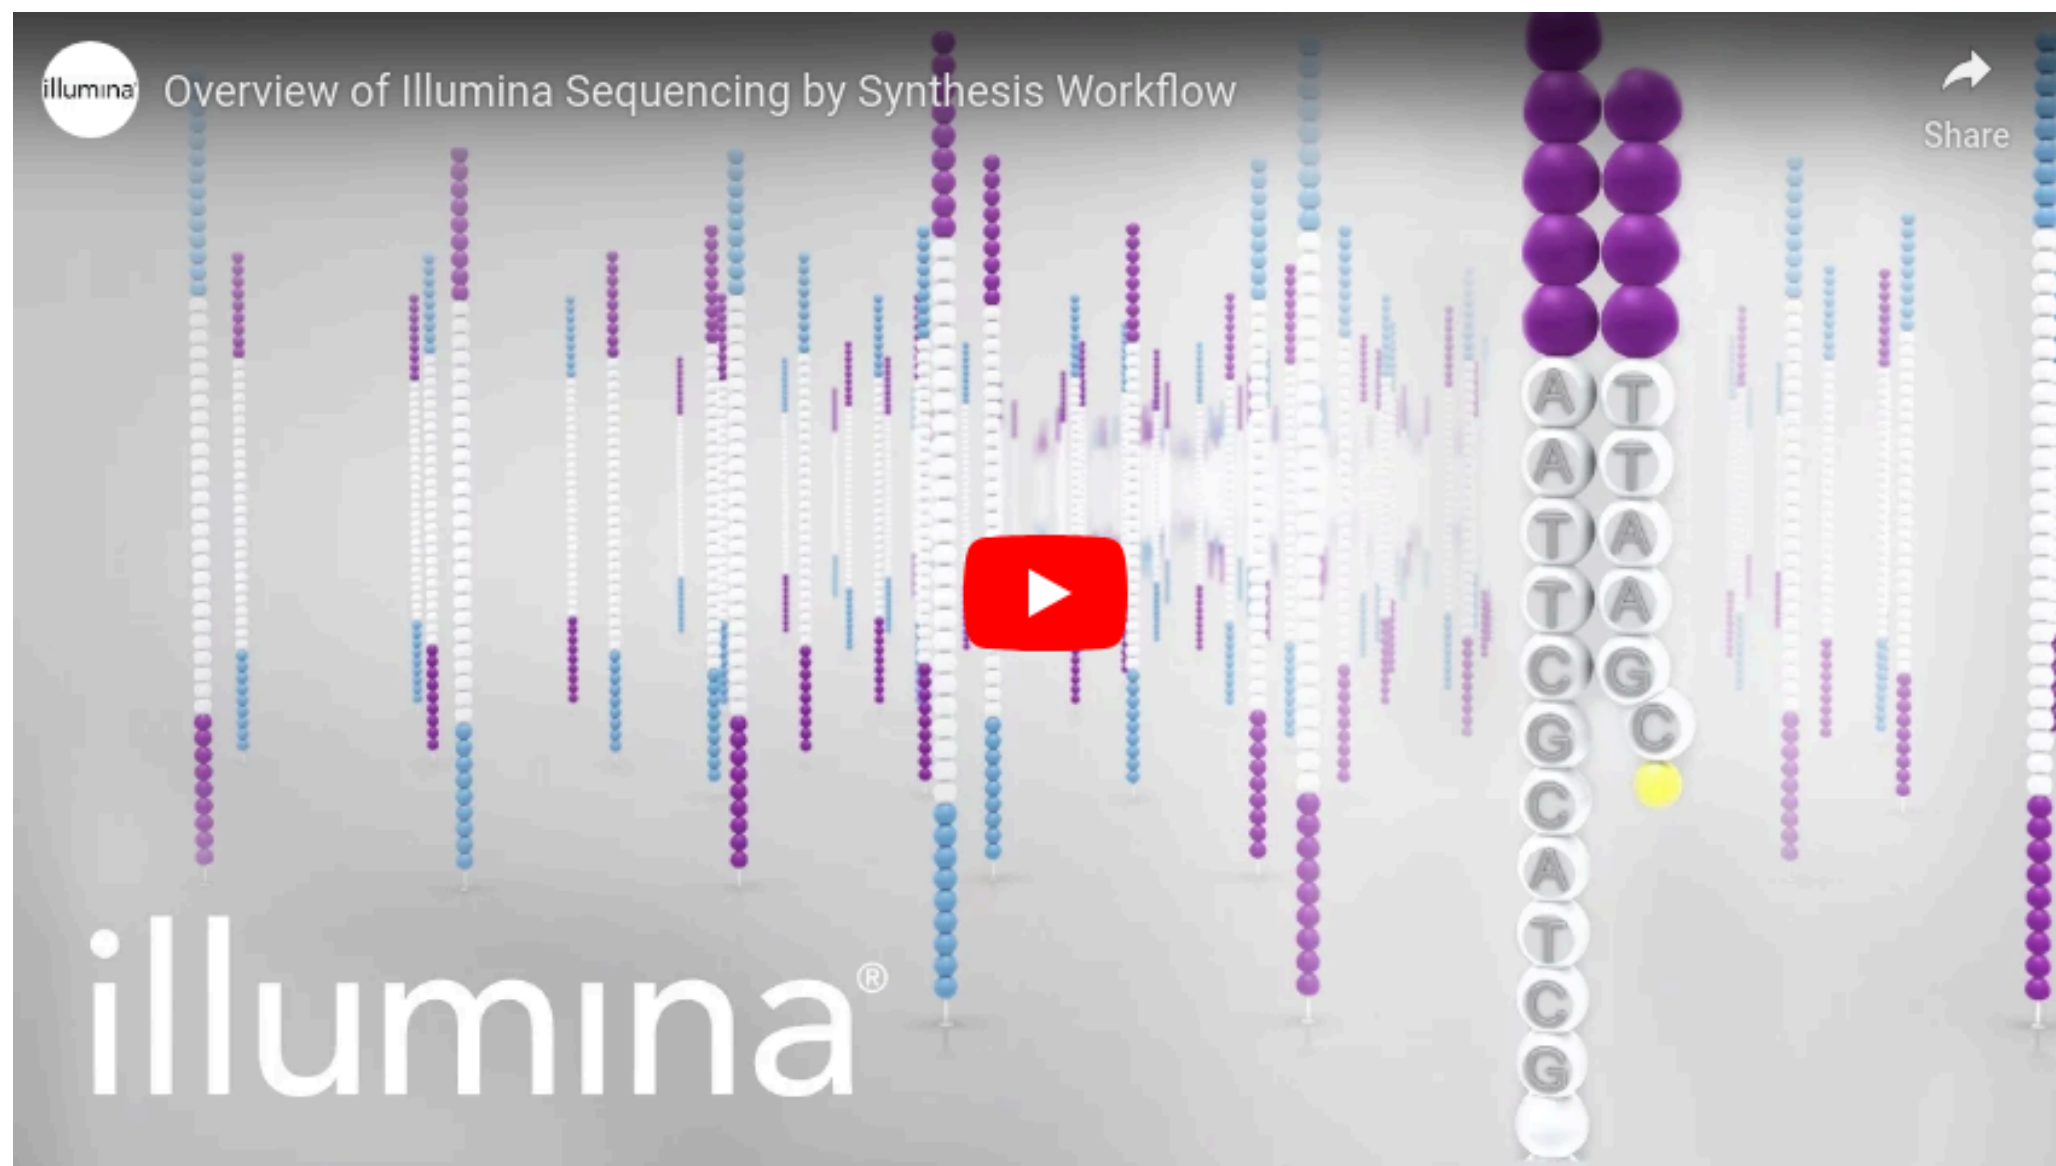 illumina®
Overview of Illumina Sequencing by Synthesis Workflow
Share
A T
A T
T A
T A
C G
G C
C
A
T
C
G
illumina®